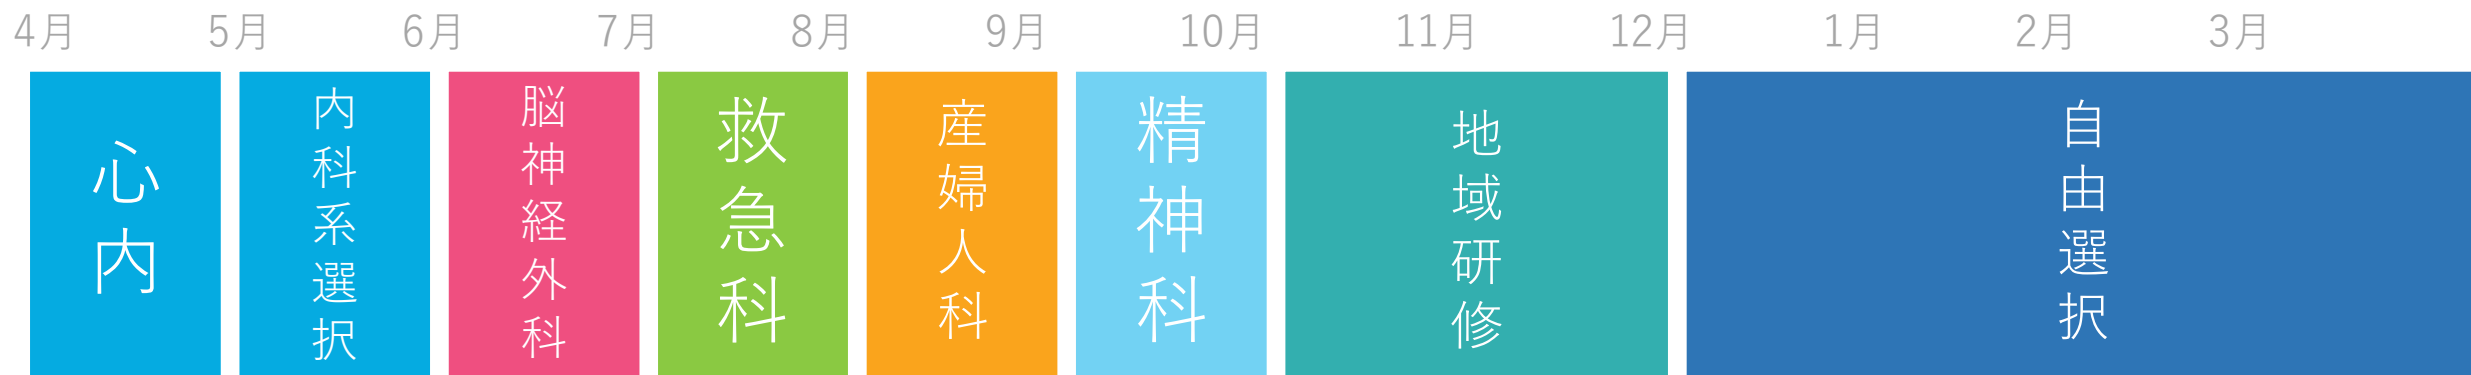 4月 5月 6月 7月 8月 9月 10月 11月 12月 1月 2月 3月
心内
内科系選択
脳神経外科
救急科
産婦人科
精神科
地域研修
自由選択